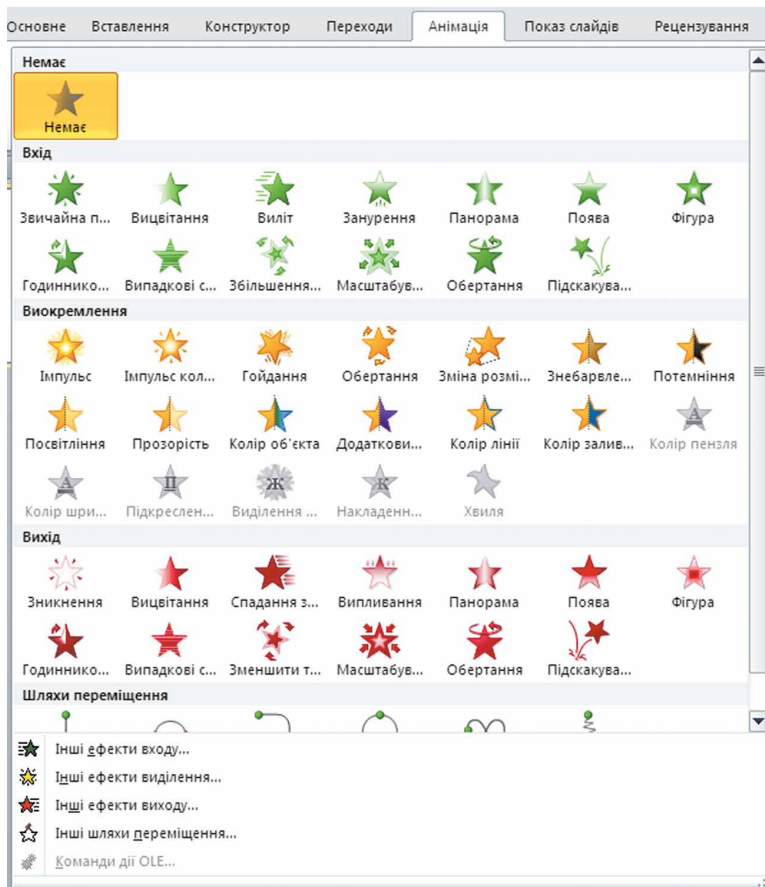 Основне Вставлення Конструктор Переходи Анімація Показ слайдів Рецензування
Немає
Немає
Вхід
Звичайна п... Вицвітання Виліт Занурення Панорама Поява Фігура
Годиннико... Випадкові с... Збільшення... Масштабув... Обертання Підскакува...
Виокремлення
Імпульс Імпульс кол... Гойдання Обертання Зміна розмі... Знебарвле... Потемніння
Посвітління Прозорість Колір об'єкта Додаткови... Колір лінії Колір залив... Колір пензля
Колір шри... Підкреслен... Виділення ... Накладенн... Хвиля
Вихід
Зникнення Вицвітання Спадання з... Випливання Панорама Поява Фігура
Годиннико... Випадкові с... Зменшити т... Масштабув... Обертання Підскакува...
Шляхи переміщення
Інші ефекти входу...
Інші ефекти виділення...
Інші ефекти виходу...
Інші шляхи переміщення...
Команди дії OLE...